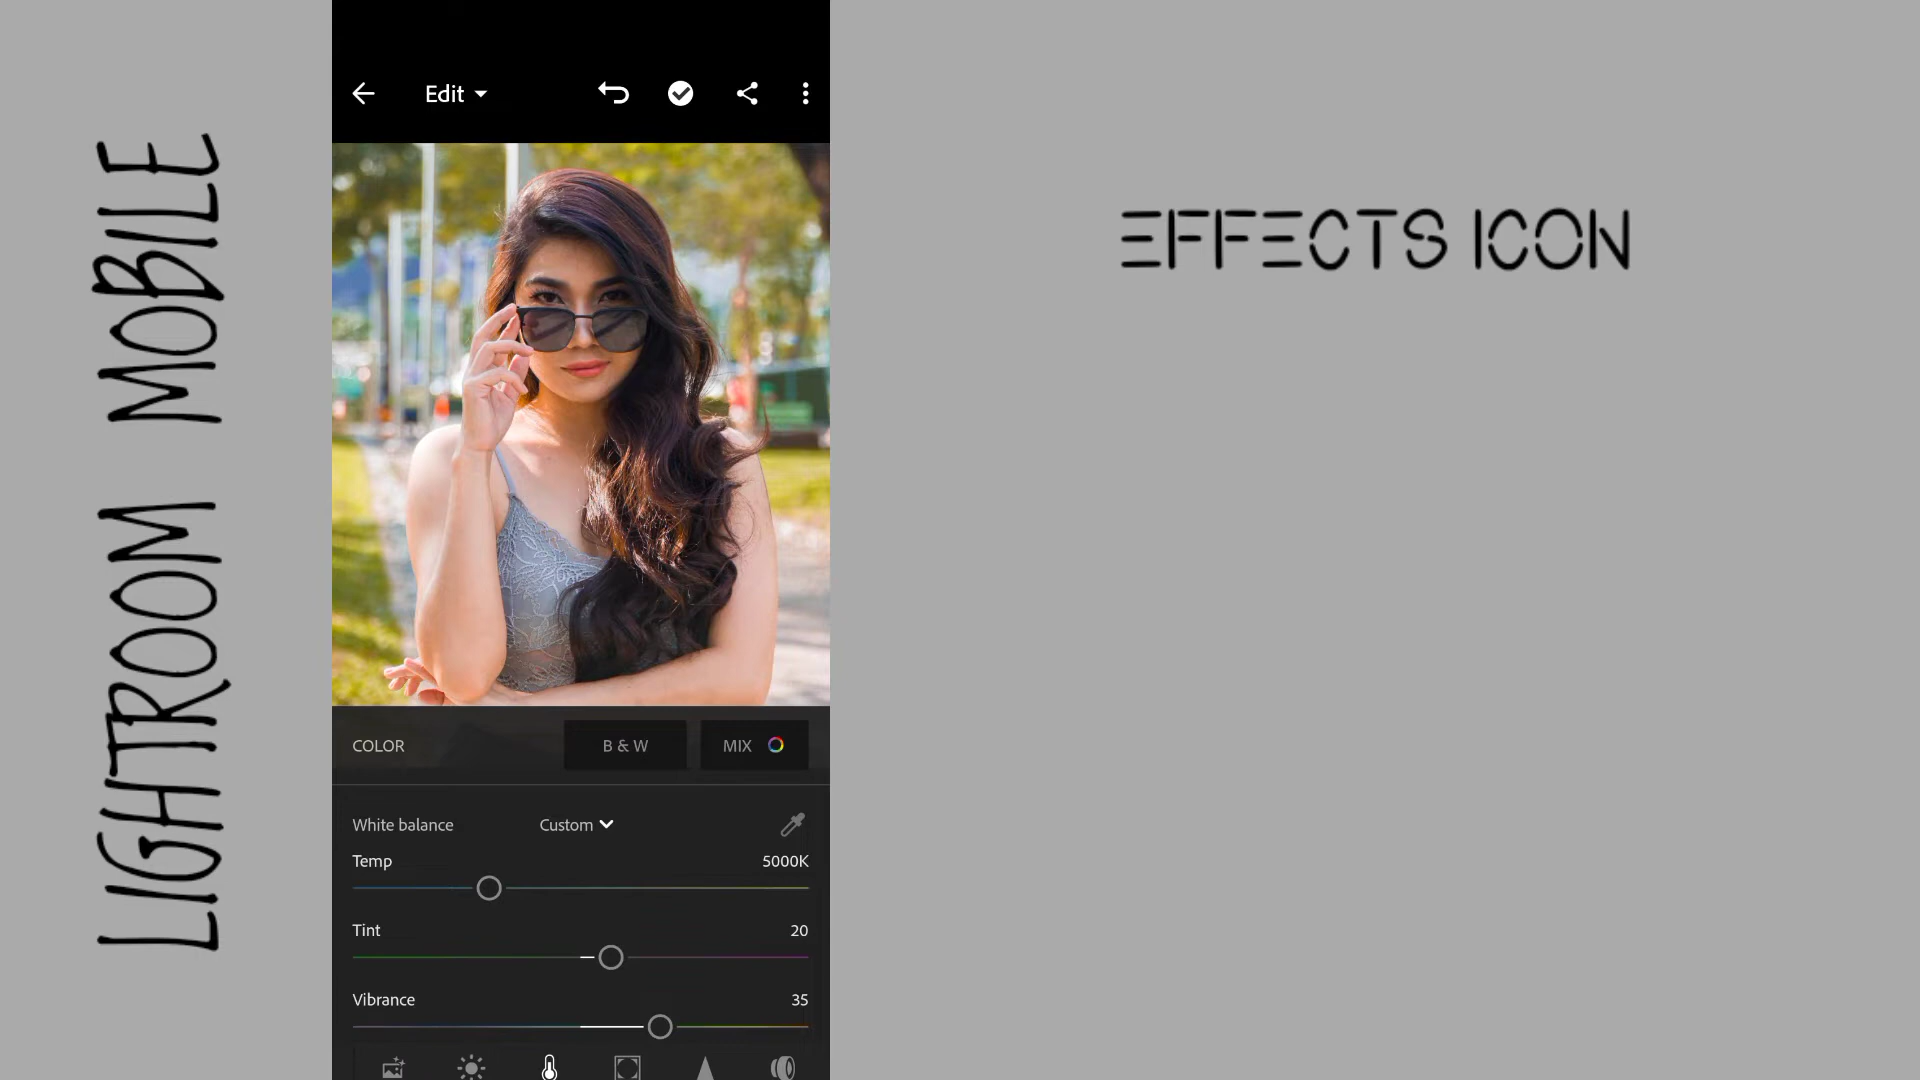 LIGHTROOM MOBILE
Edit
EFFECTS ICON
COLOR
B & W
MIX
White balance
Custom
Temp
5000K
Tint
20
Vibrance
35